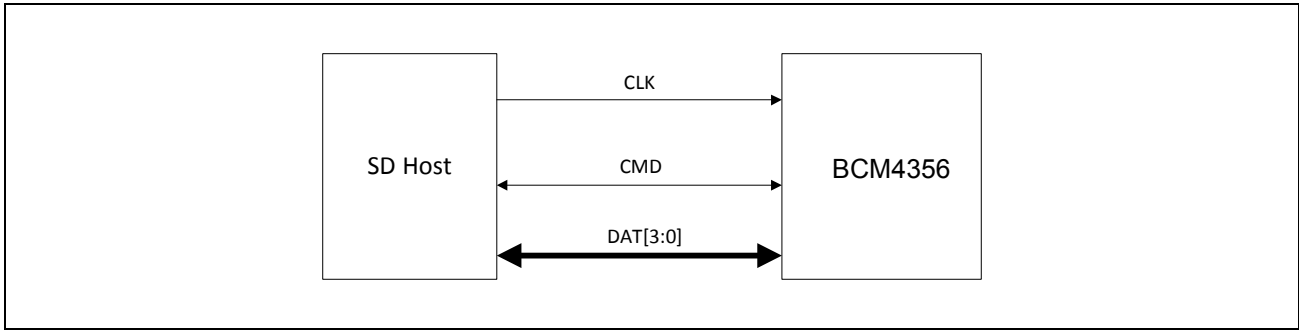 CLK
SD Host
CMD
BCM4356
DAT[3:0]